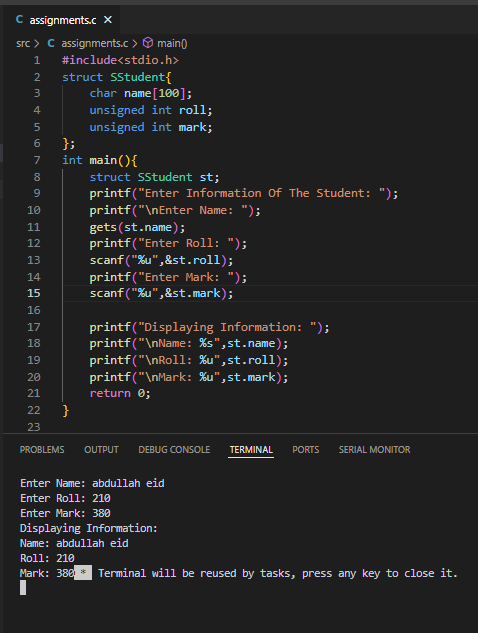 C assignments.c ×
src > C assignments.c > main()
1 #include<stdio.h>
2 struct SStudent{
3 char name[100];
4 unsigned int roll;
5 unsigned int mark;
6 };
7 int main(){
8 struct SStudent st;
9 printf("Enter Information Of The Student: ");
10 printf("\nEnter Name: ");
11 gets(st.name);
12 printf("Enter Roll: ");
13 scanf("%u",&st.roll);
14 printf("Enter Mark: ");
15 scanf("%u",&st.mark);
16
17 printf("Displaying Information: ");
18 printf("\nName: %s",st.name);
19 printf("\nRoll: %u",st.roll);
20 printf("\nMark: %u",st.mark);
21 return 0;
22 }
23
PROBLEMS OUTPUT DEBUG CONSOLE TERMINAL PORTS SERIAL MONITOR
Enter Name: abdullah eid
Enter Roll: 210
Enter Mark: 380
Displaying Information:
Name: abdullah eid
Roll: 210
Mark: 380 * Terminal will be reused by tasks, press any key to close it.